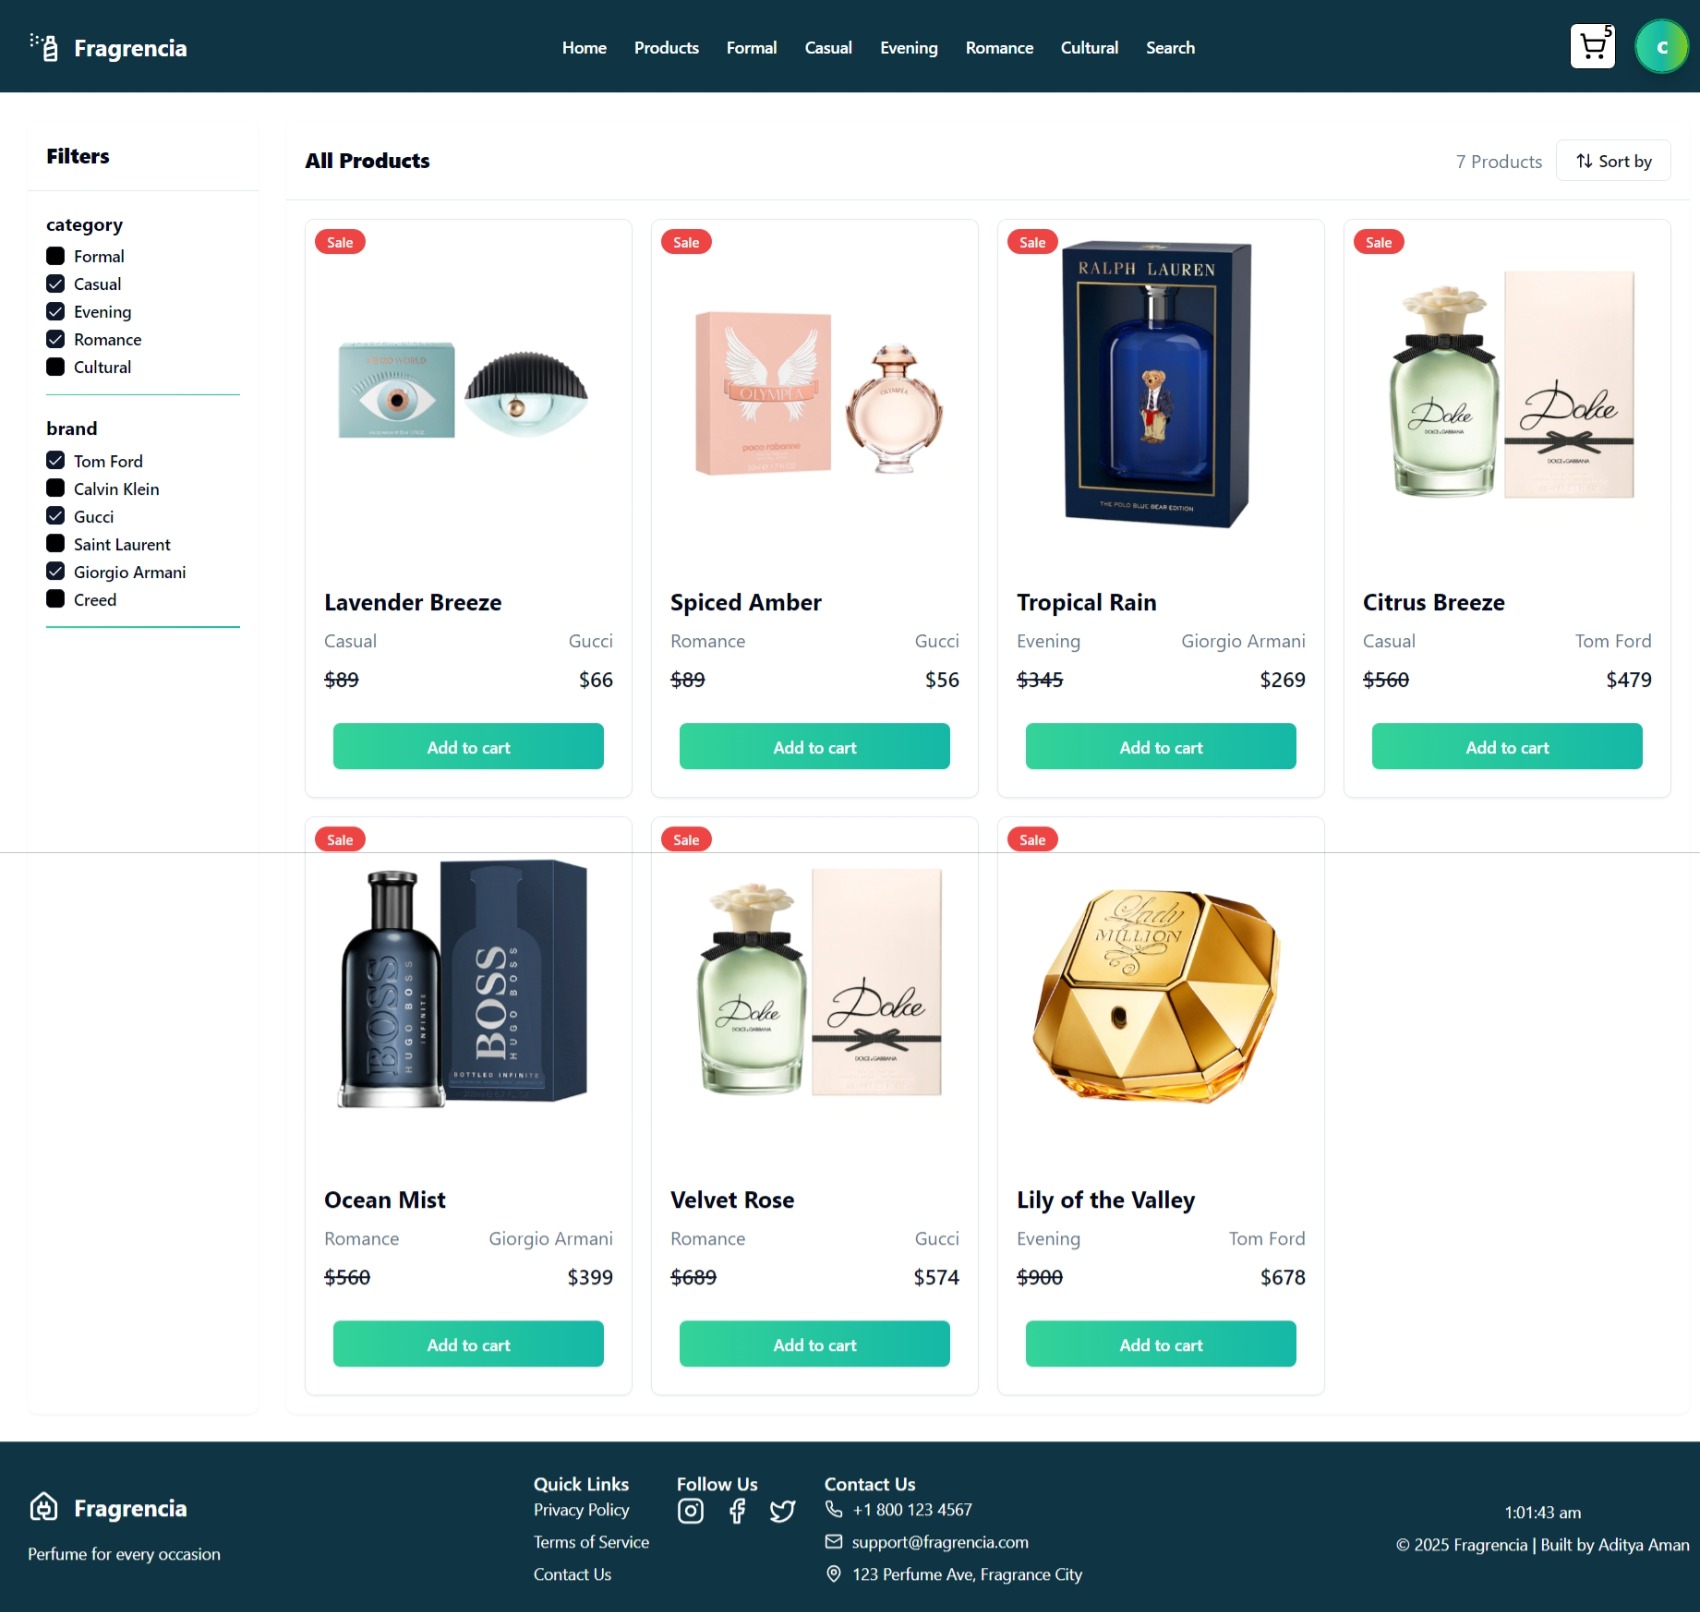 Fragrencia
Home Products Formal Casual Evening Romance Cultural Search
5
C
Filters
category
Formal
Casual
Evening
Romance
Cultural
brand
Tom Ford
Calvin Klein
Gucci
Saint Laurent
Giorgio Armani
Creed
All Products
7 Products
Sort by
Sale
KENZO WORLD
Lavender Breeze
Casual Gucci
$89 $66
Add to cart
Sale
OLYMPEA
paco rabanne
OLYMPEA
Spiced Amber
Romance Gucci
$89 $56
Add to cart
Sale
RALPH LAUREN
THE POLO BLUE BEAR EDITION
Tropical Rain
Evening Giorgio Armani
$345 $269
Add to cart
Sale
Dolce
DOLCE & GABBANA
Dolce
DOLCE & GABBANA
Citrus Breeze
Casual Tom Ford
$560 $479
Add to cart
Sale
BOSS
HUGO BOSS
INFINITE
BOSS
HUGO BOSS
BOTTLED INFINITE
Ocean Mist
Romance Giorgio Armani
$560 $399
Add to cart
Sale
Dolce
DOLCE & GABBANA
Dolce
DOLCE & GABBANA
Velvet Rose
Romance Gucci
$689 $574
Add to cart
Sale
Lady
MILLION
Lily of the Valley
Evening Tom Ford
$900 $678
Add to cart
Fragrencia
Perfume for every occasion
Quick Links
Privacy Policy
Terms of Service
Contact Us
Follow Us
Contact Us
+1 800 123 4567
support@fragrencia.com
123 Perfume Ave, Fragrance City
1:01:43 am
© 2025 Fragrencia | Built by Aditya Aman